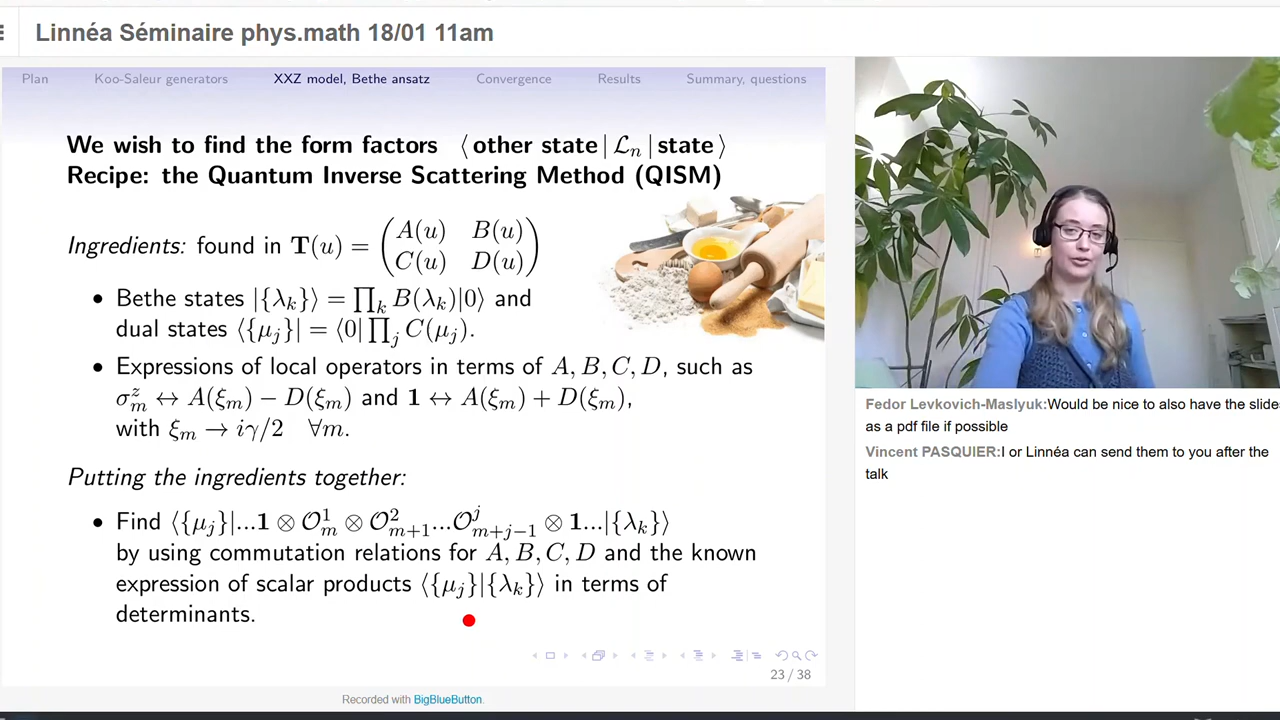 Linnéa Séminaire phys.math 18/01 11am
Plan Koo-Saleur generators XXZ model, Bethe ansatz Convergence Results Summary, questions
We wish to find the form factors ⟨other state|ℒₙ|state⟩
Recipe: the Quantum Inverse Scattering Method (QISM)
Ingredients: found in T(u) = (A(u) B(u)
C(u) D(u))
• Bethe states |{λₖ}⟩ = ∏ₖ B(λₖ)|0⟩ and
dual states ⟨{μⱼ}| = ⟨0| ∏ⱼ C(μⱼ).
• Expressions of local operators in terms of A, B, C, D, such as
σᶻₘ ↔ A(ξₘ) − D(ξₘ) and 1 ↔ A(ξₘ) + D(ξₘ),
with ξₘ → iγ/2 ∀m.
Putting the ingredients together:
• Find ⟨{μⱼ}|...1 ⊗ 𝒪¹ₘ ⊗ 𝒪²ₘ₊₁...𝒪ʲₘ₊ⱼ₋₁ ⊗ 1...|{λₖ}⟩
by using commutation relations for A, B, C, D and the known
expression of scalar products ⟨{μⱼ}|{λₖ}⟩ in terms of
determinants.
23 / 38
Recorded with BigBlueButton.
Fedor Levkovich-Maslyuk:Would be nice to also have the slide
as a pdf file if possible
Vincent PASQUIER:I or Linnéa can send them to you after the
talk